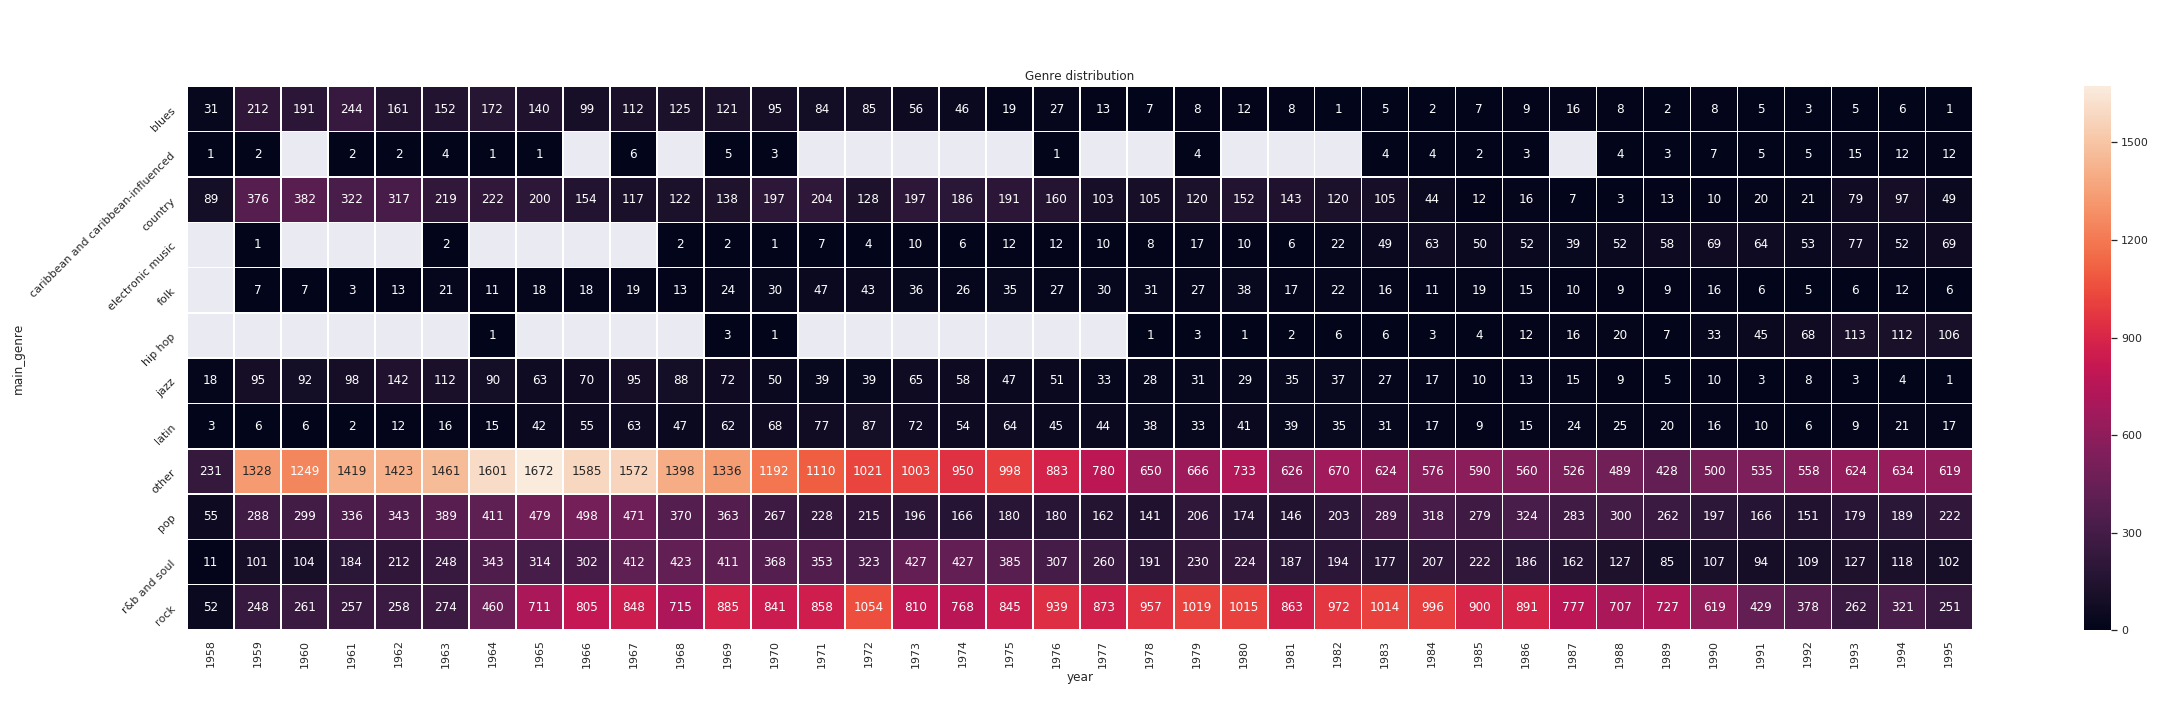 Genre distribution
main_genre
blues 31 212 191 244 161 152 172 140 99 112 125 121 95 84 85 56 46 19 27 13 7 8 12 8 1 5 2 7 9 16 8 2 8 5 3 5 6 1
caribbean and caribbean-influenced 1 2 2 2 4 1 1 6 5 3 1 4 4 4 2 3 4 3 7 5 5 15 12 12
country 89 376 382 322 317 219 222 200 154 117 122 138 197 204 128 197 186 191 160 103 105 120 152 143 120 105 44 12 16 7 3 13 10 20 21 79 97 49
electronic music 1 2 2 2 1 7 4 10 6 12 12 10 8 17 10 6 22 49 63 50 52 39 52 58 69 64 53 77 52 69
folk 7 7 3 13 21 11 18 18 19 13 24 30 47 43 36 26 35 27 30 31 27 38 17 22 16 11 19 15 10 9 9 16 6 5 6 12 6
hip hop 1 3 1 1 3 1 2 6 6 3 4 12 16 20 7 33 45 68 113 112 106
jazz 18 95 92 98 142 112 90 63 70 95 88 72 50 39 39 65 58 47 51 33 28 31 29 35 37 27 17 10 13 15 9 5 10 3 8 3 4 1
latin 3 6 6 2 12 16 15 42 55 63 47 62 68 77 87 72 54 64 45 44 38 33 41 39 35 31 17 9 15 24 25 20 16 10 6 9 21 17
other 231 1328 1249 1419 1423 1461 1601 1672 1585 1572 1398 1336 1192 1110 1021 1003 950 998 883 780 650 666 733 626 670 624 576 590 560 526 489 428 500 535 558 624 634 619
pop 55 288 299 336 343 389 411 479 498 471 370 363 267 228 215 196 166 180 180 162 141 206 174 146 203 289 318 279 324 283 300 262 197 166 151 179 189 222
r&b and soul 11 101 104 184 212 248 343 314 302 412 423 411 368 353 323 427 427 385 307 260 191 230 224 187 194 177 207 222 186 162 127 85 107 94 109 127 118 102
rock 52 248 261 257 258 274 460 711 805 848 715 885 841 858 1054 810 768 845 939 873 957 1019 1015 863 972 1014 996 900 891 777 707 727 619 429 378 262 321 251
1958 1959 1960 1961 1962 1963 1964 1965 1966 1967 1968 1969 1970 1971 1972 1973 1974 1975 1976 1977 1978 1979 1980 1981 1982 1983 1984 1985 1986 1987 1988 1989 1990 1991 1992 1993 1994 1995
year
1500
1200
900
600
300
0